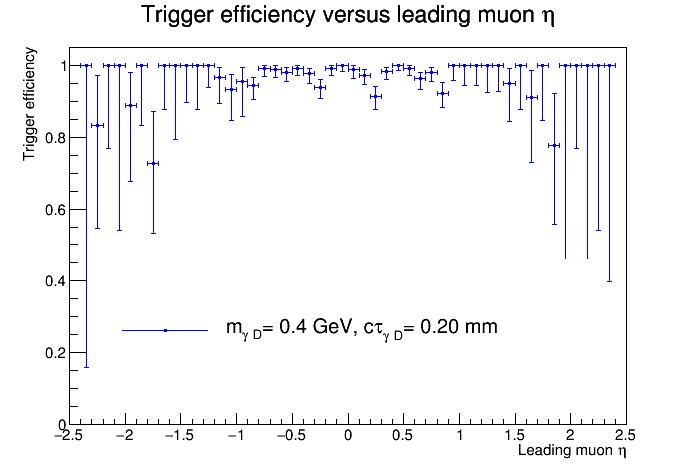 Trigger efficiency versus leading muon η
Trigger efficiency
1
0.8
0.6
0.4
0.2
0
m_γ D = 0.4 GeV, cτ_γ D = 0.20 mm
−2.5 −2 −1.5 −1 −0.5 0 0.5 1 1.5 2 2.5
Leading muon η